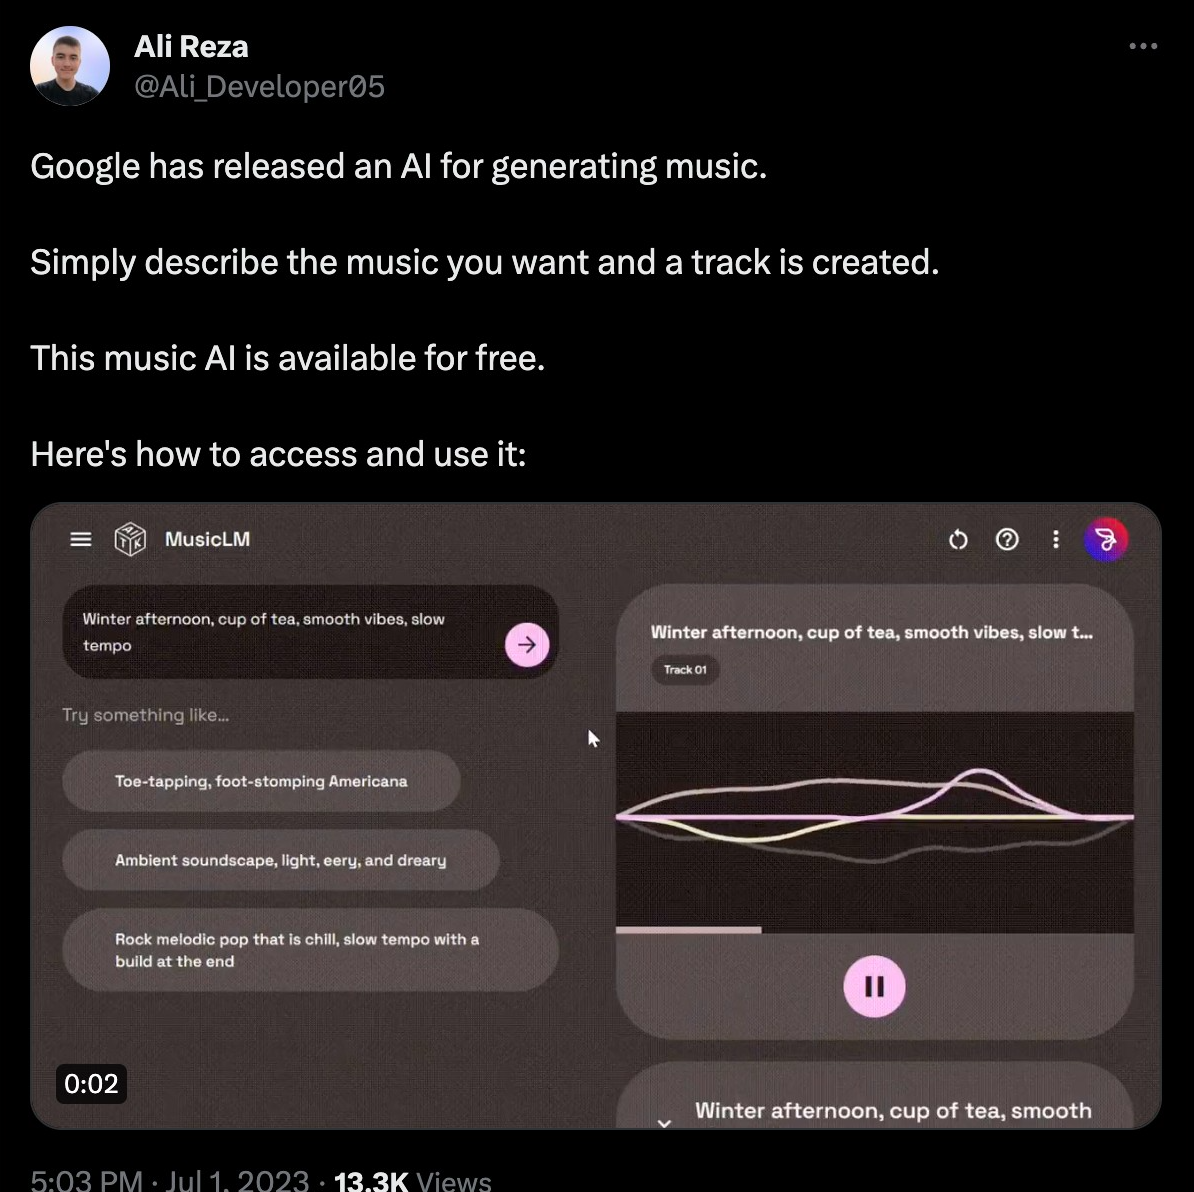 Ali Reza
@Ali_Developer05
Google has released an AI for generating music.
Simply describe the music you want and a track is created.
This music AI is available for free.
Here's how to access and use it:
AI
TK
MusicLM
Winter afternoon, cup of tea, smooth vibes, slow
tempo
Try something like...
Toe-tapping, foot-stomping Americana
Ambient soundscape, light, eery, and dreary
Rock melodic pop that is chill, slow tempo with a
build at the end
Winter afternoon, cup of tea, smooth vibes, slow t...
Track 01
Winter afternoon, cup of tea, smooth
0:02
5:03 PM · Jul 1, 2023 · 13.3K Views